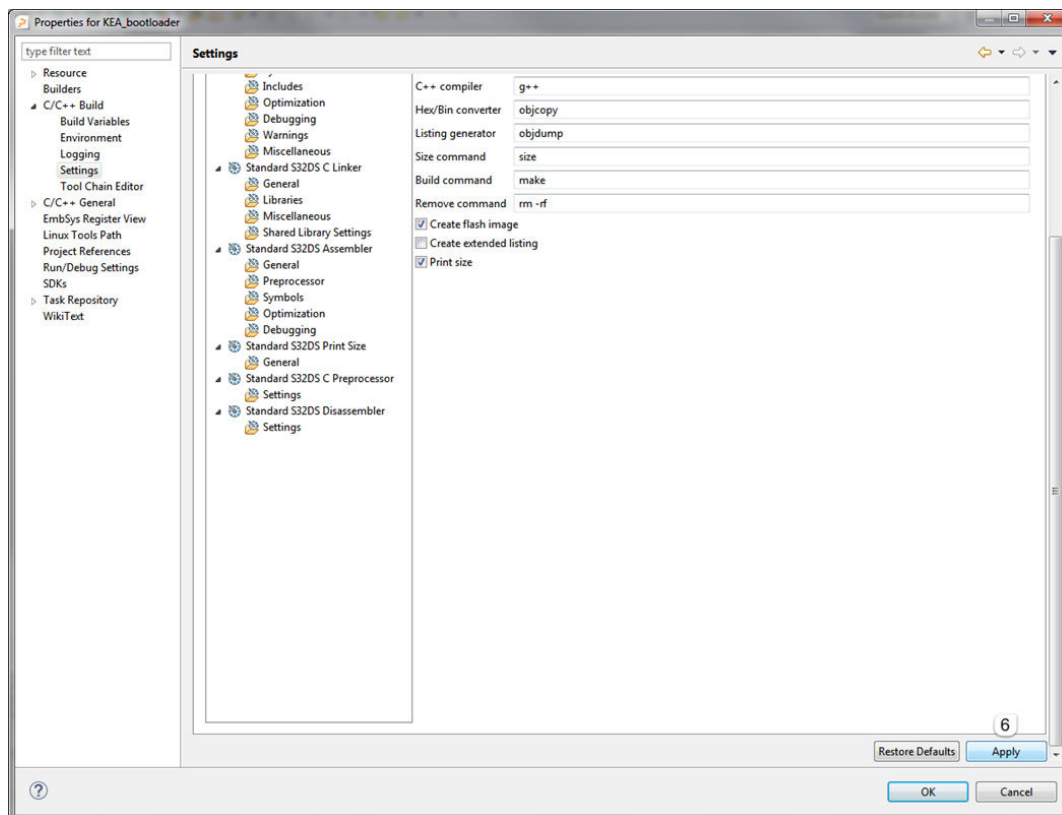 Properties for KEA_bootloader
type filter text
Resource
Builders
C/C++ Build
Build Variables
Environment
Logging
Settings
Tool Chain Editor
C/C++ General
EmbSys Register View
Linux Tools Path
Project References
Run/Debug Settings
SDKs
Task Repository
WikiText
Settings
Includes
Optimization
Debugging
Warnings
Miscellaneous
Standard S32DS C Linker
General
Libraries
Miscellaneous
Shared Library Settings
Standard S32DS Assembler
General
Preprocessor
Symbols
Optimization
Debugging
Standard S32DS Print Size
General
Standard S32DS C Preprocessor
Settings
Standard S32DS Disassembler
Settings
C++ compiler g++
Hex/Bin converter objcopy
Listing generator objdump
Size command size
Build command make
Remove command rm -rf
Create flash image
Create extended listing
Print size
6
Restore Defaults Apply
OK Cancel